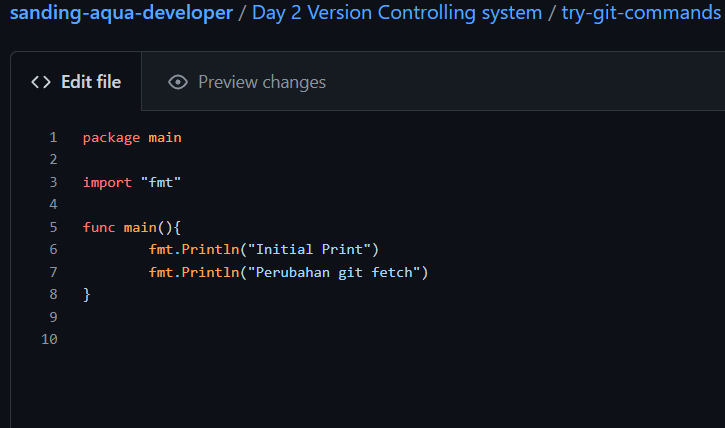 sanding-aqua-developer / Day 2 Version Controlling system / try-git-commands
<> Edit file Preview changes
1 package main
2
3 import "fmt"
4
5 func main(){
6 fmt.Println("Initial Print")
7 fmt.Println("Perubahan git fetch")
8 }
9
10